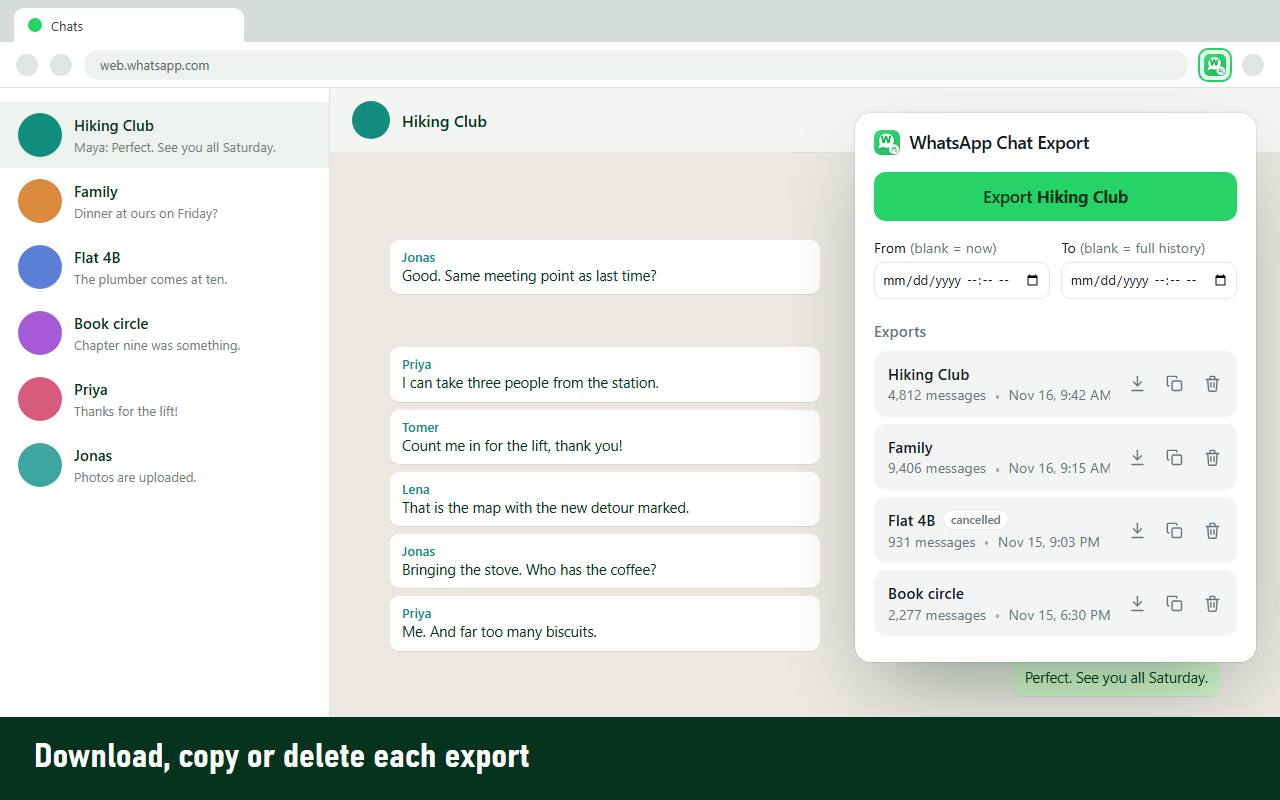 Chats
web.whatsapp.com
Hiking Club
Maya: Perfect. See you all Saturday.
Family
Dinner at ours on Friday?
Flat 4B
The plumber comes at ten.
Book circle
Chapter nine was something.
Priya
Thanks for the lift!
Jonas
Photos are uploaded.
Hiking Club
Jonas
Good. Same meeting point as last time?
Priya
I can take three people from the station.
Tomer
Count me in for the lift, thank you!
Lena
That is the map with the new detour marked.
Jonas
Bringing the stove. Who has the coffee?
Priya
Me. And far too many biscuits.
Perfect. See you all Saturday.
WhatsApp Chat Export
Export Hiking Club
From (blank = now) To (blank = full history)
mm/dd/yyyy --:-- -- mm/dd/yyyy --:-- --
Exports
Hiking Club
4,812 messages • Nov 16, 9:42 AM
Family
9,406 messages • Nov 16, 9:15 AM
Flat 4B cancelled
931 messages • Nov 15, 9:03 PM
Book circle
2,277 messages • Nov 15, 6:30 PM
Download, copy or delete each export